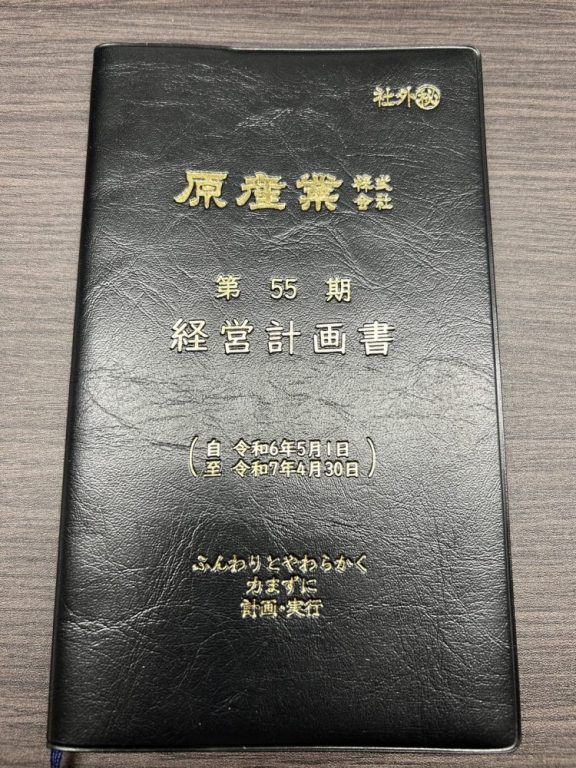 社外㊙
原産業株式会社
第 55 期
経営計画書
自 令和6年5月1日
至 令和7年4月30日
ふんわりとやわらかく
力まずに
計画・実行